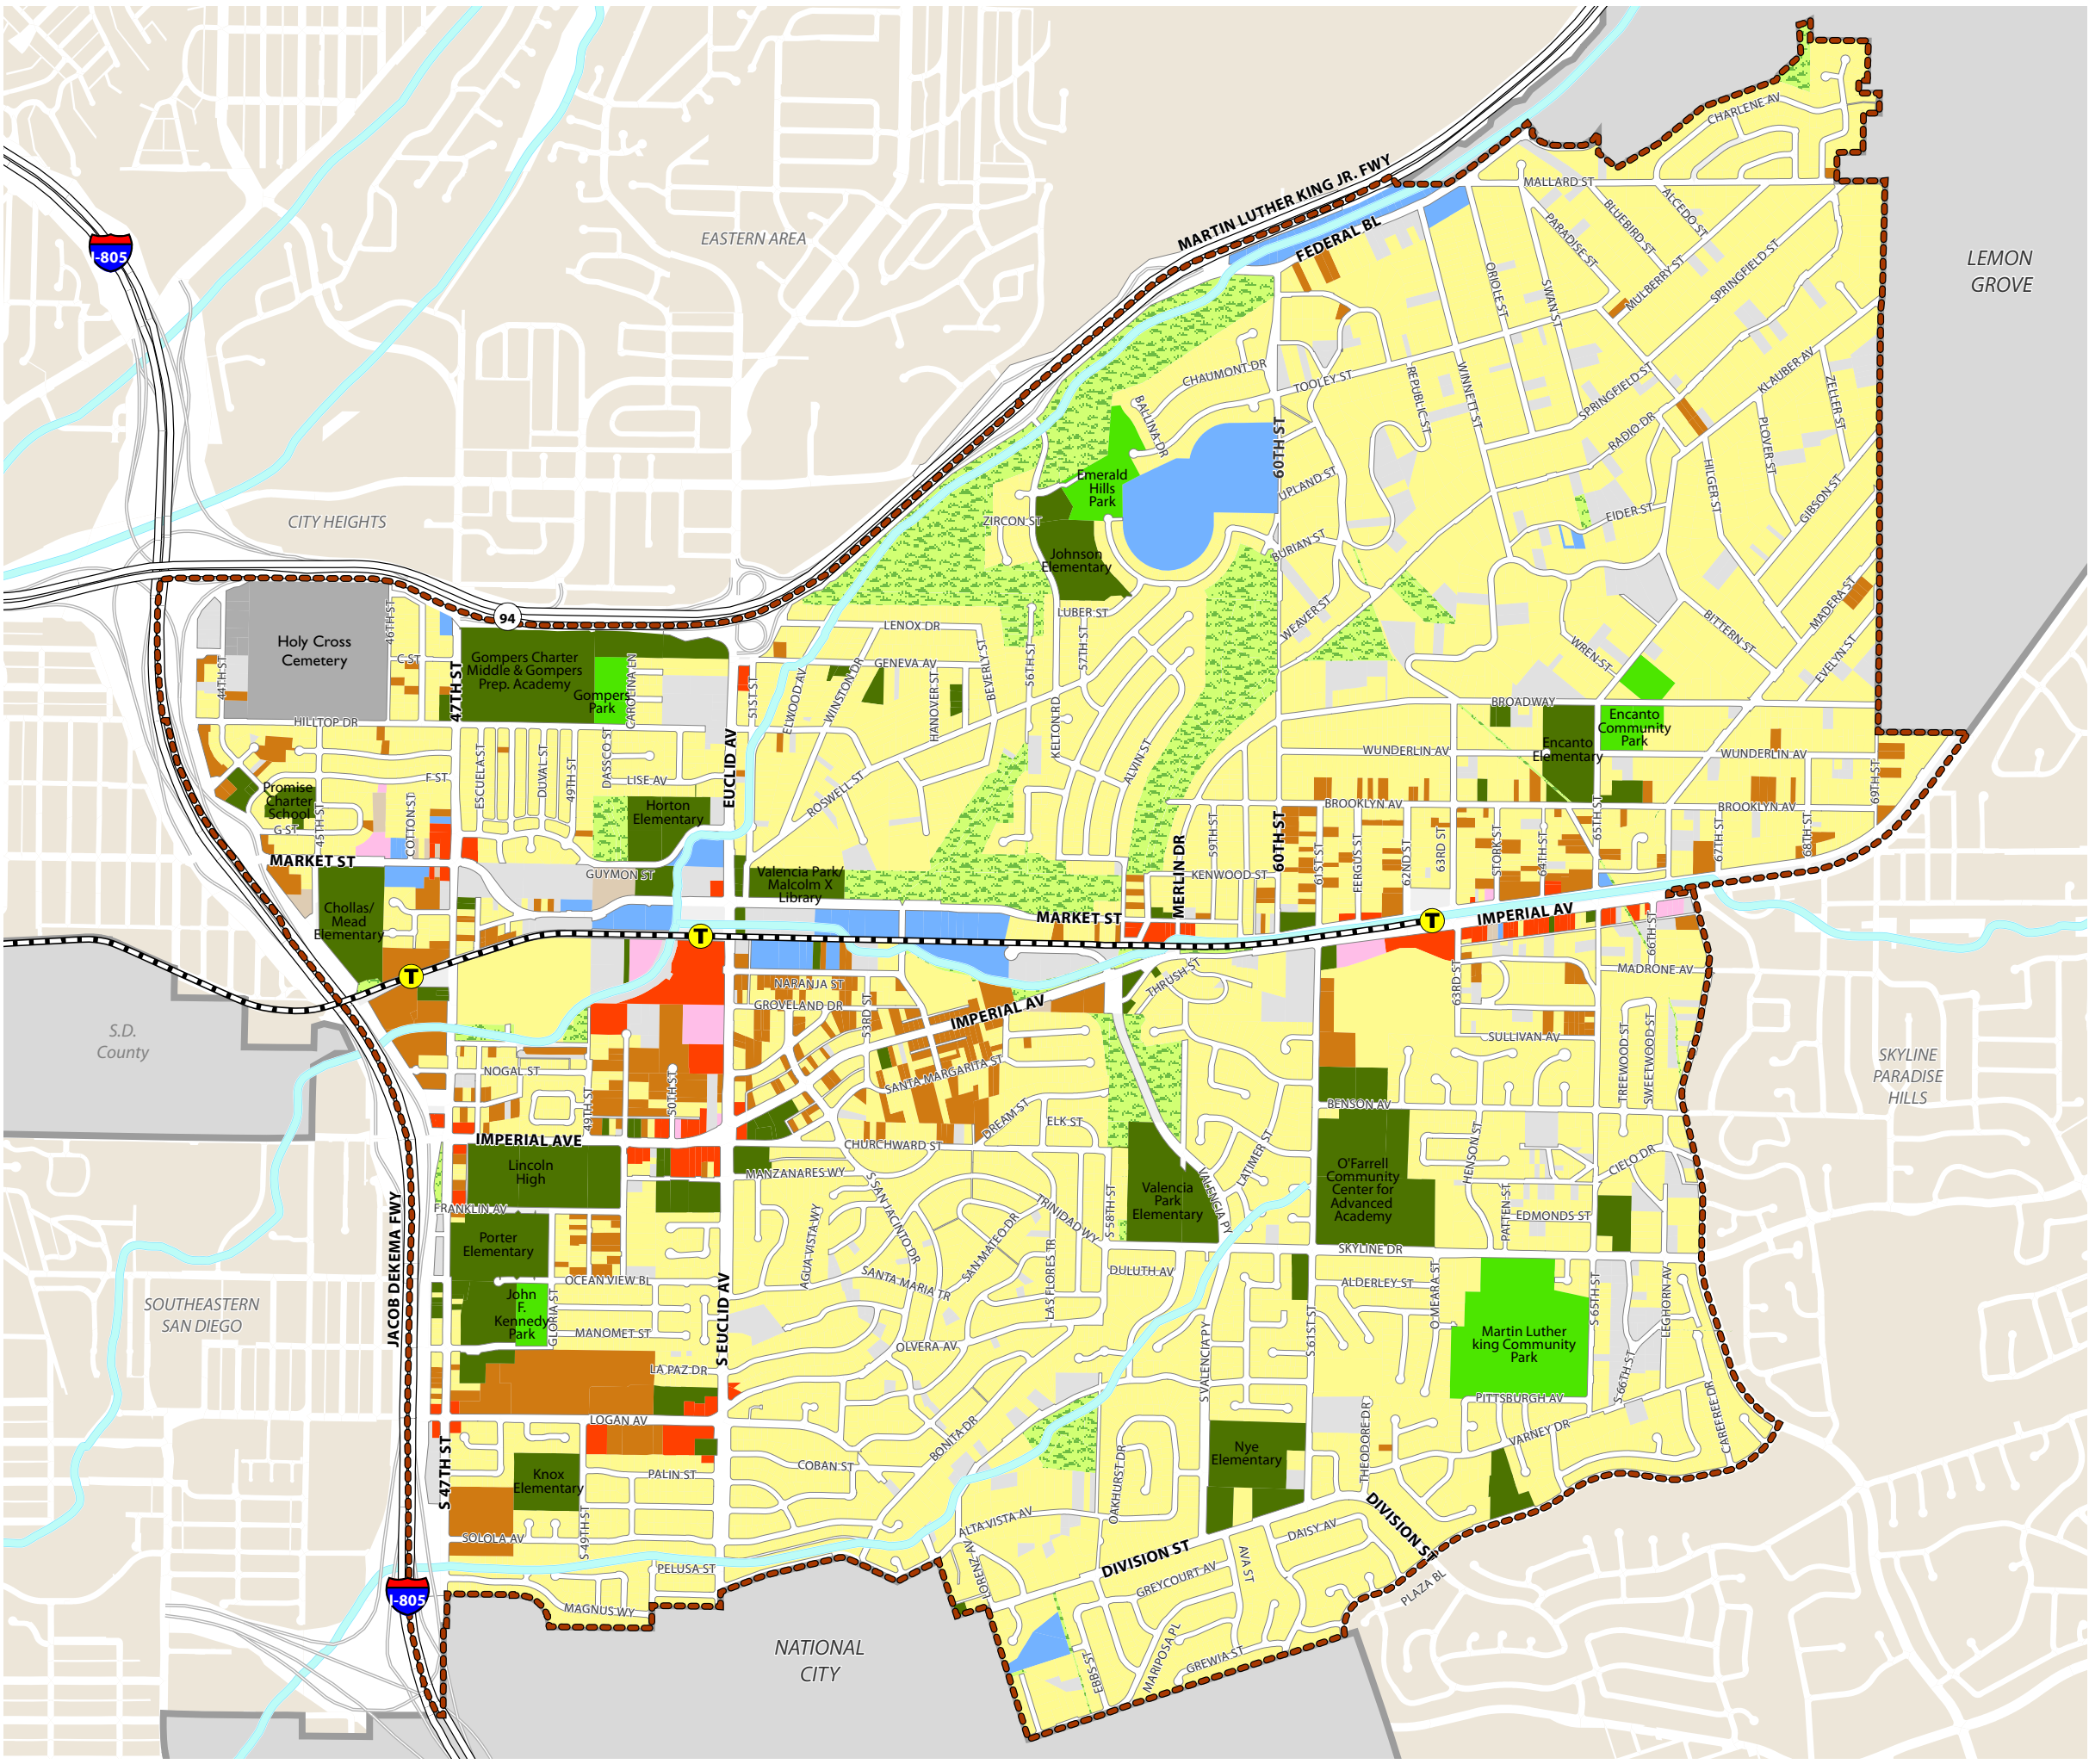 CHARLENE AV
MARTIN LUTHER KING JR. FWY
MALLARD ST
ALCEDO ST
BLUEBIRD ST
PARADISE ST
FEDERAL BL
EASTERN AREA
I-805
LEMON
GROVE
ORIOLE ST
SWAN ST
MULBERRY ST
SPRINGFIELD ST
CHAUMONT DR
TOOLEY ST
REPUBLIC ST
WINNETT ST
SPRINGFIELD ST
KLAUBER AV
ZELLER ST
BALLINA DR
RADIO DR
PLOVER ST
60TH ST
Emerald
Hills
Park
UPLAND ST
HILGER ST
GIBSON ST
CITY HEIGHTS
ZIRCON ST
EIDER ST
BURIAN ST
Johnson
Elementary
94
LUBER ST
WEAVER ST
MADERA ST
BITTERN ST
46TH ST
Holy Cross
Cemetery
LENOX DR
WREN ST
EVELYN ST
C ST
44TH ST
47TH ST
Gompers Charter
Middle & Gompers
Prep. Academy
CAROLINA LN
GENEVA AV
BEVERLY ST
56TH ST
57TH ST
Gompers
Park
51ST ST
ELWOOD AV
WINSTON DR
HANOVER ST
BROADWAY
HILLTOP DR
KELTON RD
Encanto
Community
Park
Encanto
Elementary
WUNDERLIN AV
WUNDERLIN AV
DASSCO ST
EUCLID AV
ALVIN ST
F ST
ESCUELA ST
DUVAL ST
49TH ST
LISE AV
69TH ST
Promise
Charter
School
ROSWELL ST
Horton
Elementary
BROOKLYN AV
BROOKLYN AV
45TH ST
COTTON ST
G ST
MERLIN DR
59TH ST
60TH ST
61ST ST
FERGUS ST
62ND ST
63RD ST
STORK ST
64TH ST
65TH ST
67TH ST
68TH ST
MARKET ST
GUYMON ST
Valencia Park/
Malcolm X
Library
KENWOOD ST
Chollas/
Mead
Elementary
MARKET ST
IMPERIAL AV
66TH ST
T
T
T
MADRONE AV
NARANJA ST
THRUSH ST
63RD ST
GROVELAND DR
53RD ST
IMPERIAL AV
S.D.
County
SULLIVAN AV
TREEWOOD ST
SWEETWOOD ST
SKYLINE
PARADISE
HILLS
NOGAL ST
49TH ST
50TH ST
SANTA MARGARITA ST
BENSON AV
DREAM ST
ELK ST
IMPERIAL AVE
CHURCHWARD ST
HENSON ST
CIELO DR
Lincoln
High
MANZANARES WY
LATIMER ST
VALENCIA PY
O'Farrell
Community
Center for
Advanced
Academy
JACOB DEKEMA FWY
FRANKLIN AV
S SAN JACINTO DR
TRINIDAD WY
S 58TH ST
Valencia
Park
Elementary
PATTEN ST
EDMONDS ST
Porter
Elementary
AGUA VISTA WY
SAN MATEO DR
LAS FLORES TR
SKYLINE DR
OCEAN VIEW BL
SANTA MARIA TR
DULUTH AV
ALDERLEY ST
O MEARA ST
S 65TH ST
LEGHORN AV
SOUTHEASTERN
SAN DIEGO
John
F.
Kennedy
Park
GLORIA ST
MANOMET ST
S EUCLID AV
OLVERA AV
S VALENCIA PY
S 61ST ST
Martin Luther
king Community
Park
LA PAZ DR
S 66TH ST
PITTSBURGH AV
LOGAN AV
THEODORE DR
VARNEY DR
CAREFREE DR
S 47TH ST
Knox
Elementary
PALIN ST
COBAN ST
BONITA DR
OAKHURST DR
Nye
Elementary
S 49TH ST
SOLOLA AV
ALTA VISTA AV
DAISY AV
DIVISION ST
DIVISION ST
PELUSA ST
LORENZ AV
AVA ST
GREYCOURT AV
PLAZA BL
I-805
MAGNUS WY
NATIONAL
CITY
EBBS ST
MARIPOSA PL
GREWIA ST